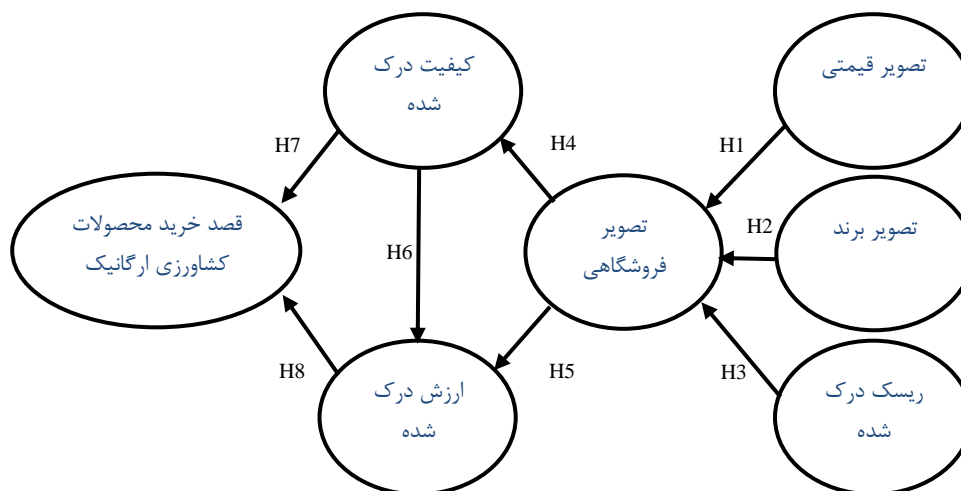 تصویر قیمتی
کیفیت درک
شده
H1
H4
H7
تصویر برند
تصویر
فروشگاهی
H2
H6
قصد خرید محصولات
کشاورزی ارگانیک
ریسک درک
شده
H3
H5
H8
ارزش درک
شده